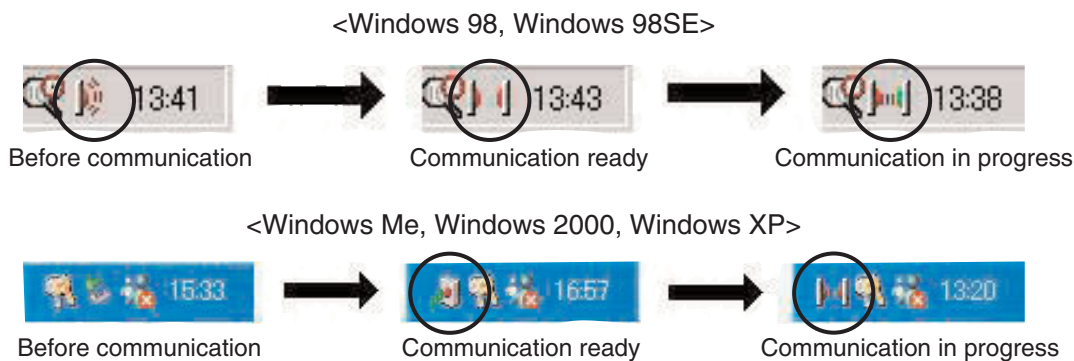 <Windows 98, Windows 98SE>
13:41 13:43 13:38
Before communication Communication ready Communication in progress
<Windows Me, Windows 2000, Windows XP>
15:33 16:57 13:20
Before communication Communication ready Communication in progress